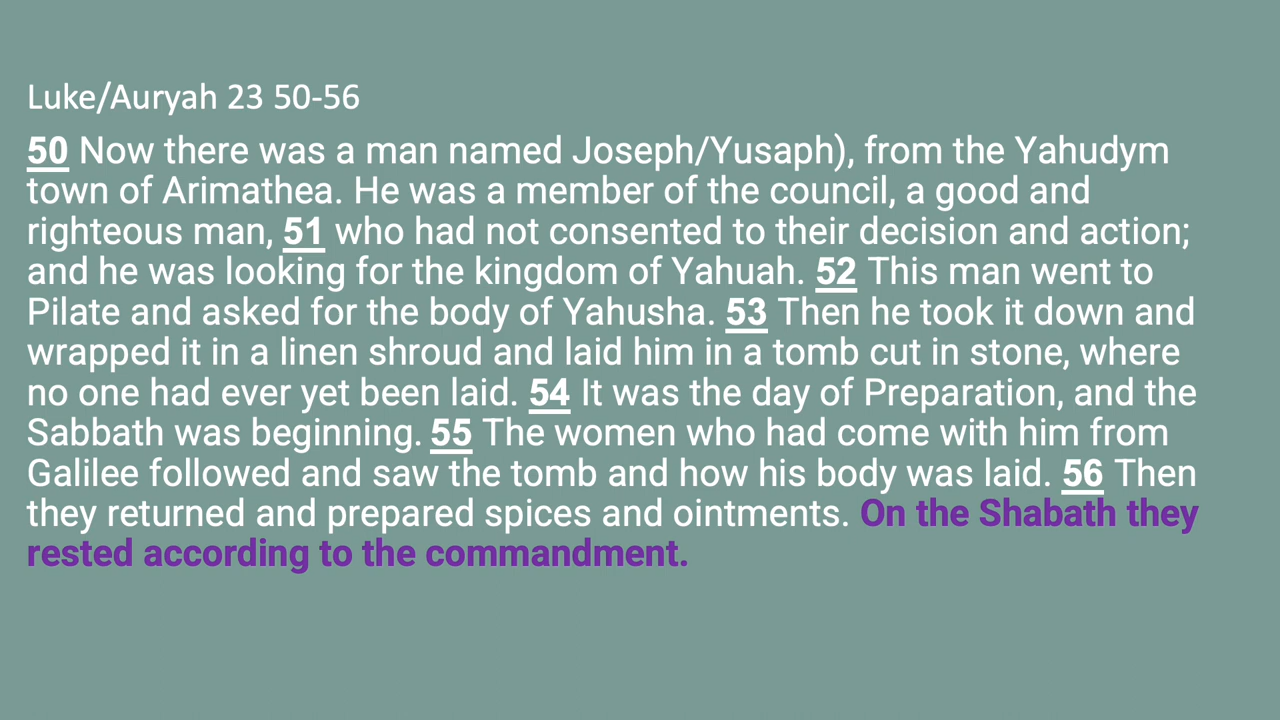 Luke/Auryah 23 50-56
50 Now there was a man named Joseph/Yusaph), from the Yahudym
town of Arimathea. He was a member of the council, a good and
righteous man, 51 who had not consented to their decision and action;
and he was looking for the kingdom of Yahuah. 52 This man went to
Pilate and asked for the body of Yahusha. 53 Then he took it down and
wrapped it in a linen shroud and laid him in a tomb cut in stone, where
no one had ever yet been laid. 54 It was the day of Preparation, and the
Sabbath was beginning. 55 The women who had come with him from
Galilee followed and saw the tomb and how his body was laid. 56 Then
they returned and prepared spices and ointments. On the Shabath they
rested according to the commandment.